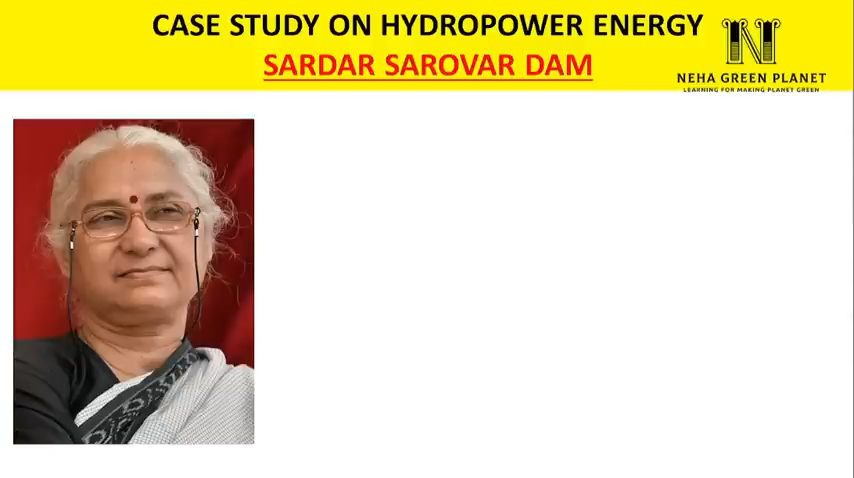 CASE STUDY ON HYDROPOWER ENERGY
SARDAR SAROVAR DAM
N
NEHA GREEN PLANET
LEARNING FOR MAKING PLANET GREEN